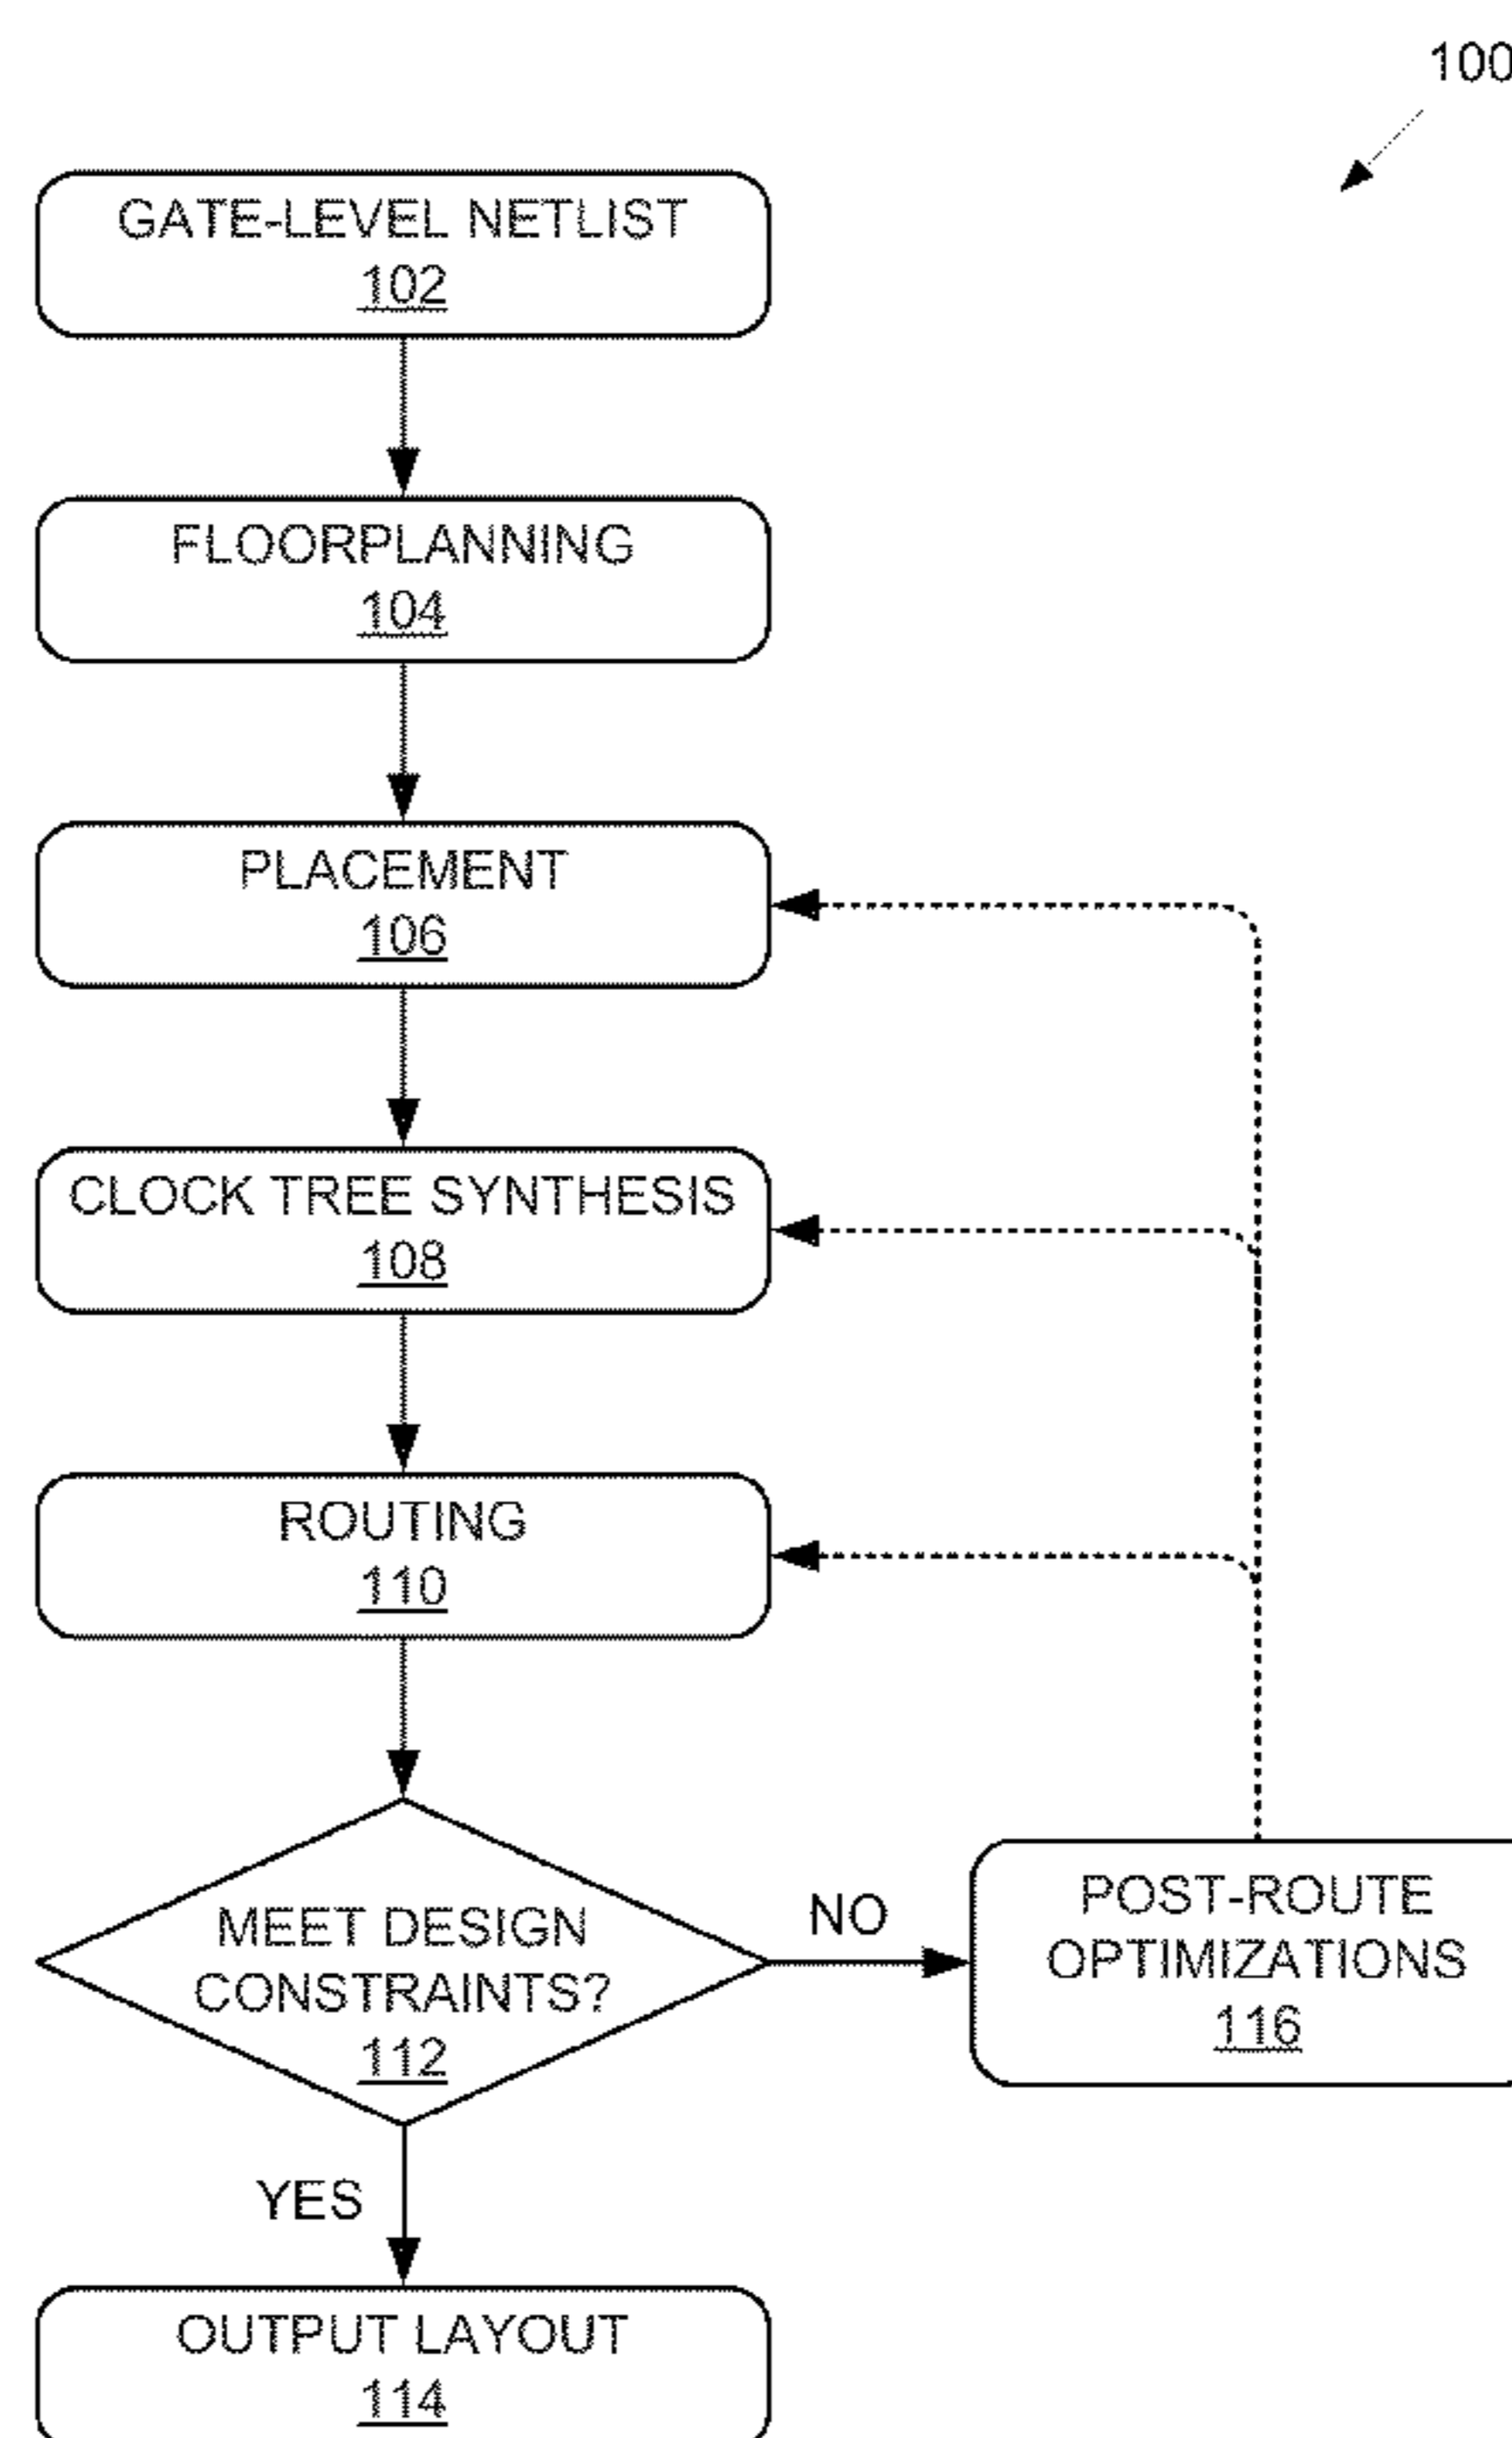 100
GATE-LEVEL NETLIST
102
FLOORPLANNING
104
PLACEMENT
106
CLOCK TREE SYNTHESIS
108
ROUTING
110
MEET DESIGN
CONSTRAINTS?
112
NO
POST-ROUTE
OPTIMIZATIONS
116
YES
OUTPUT LAYOUT
114